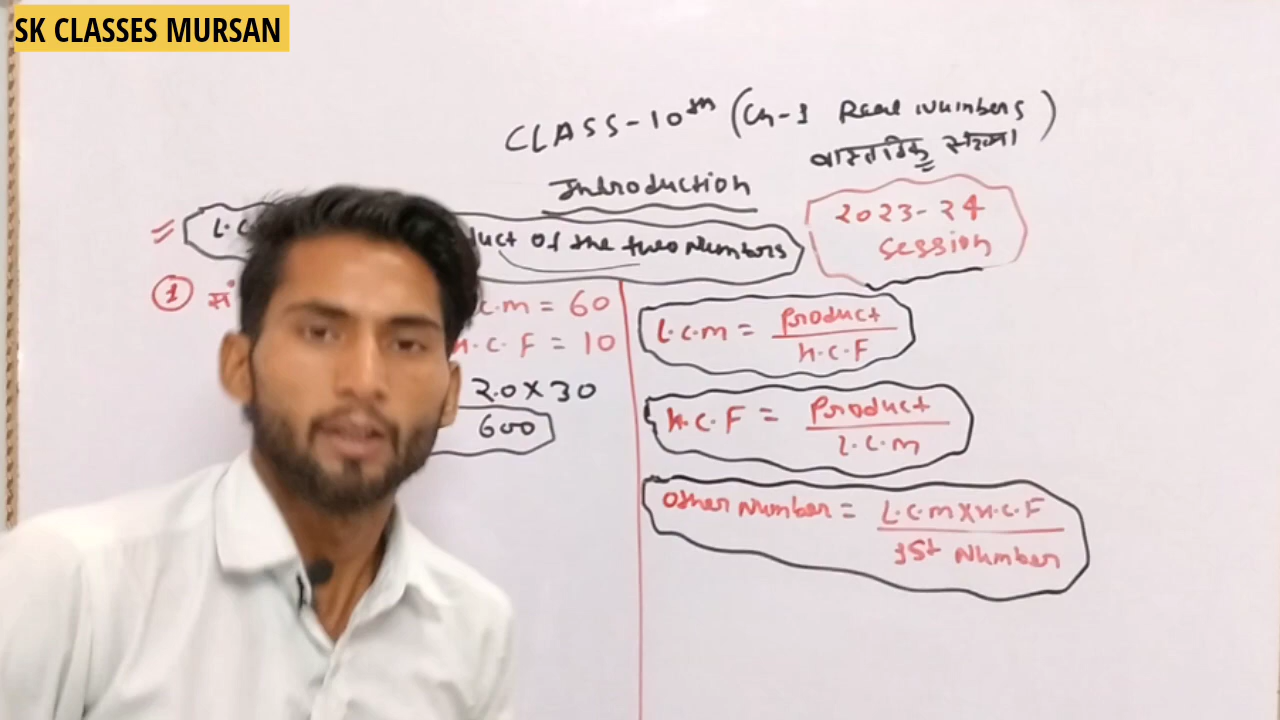 SK CLASSES MURSAN
CLASS-10th (Ch-1 Real Numbers)
वास्तविक संख्या
Introduction
2023-24
session
L.C
duct of the two Numbers
① सं
.C.M = 60
H.C.F = 10
20×30
600
L.C.M = Product
H.C.F
H.C.F = Product
L.C.M
Other Number = L.C.M×H.C.F
1st Number